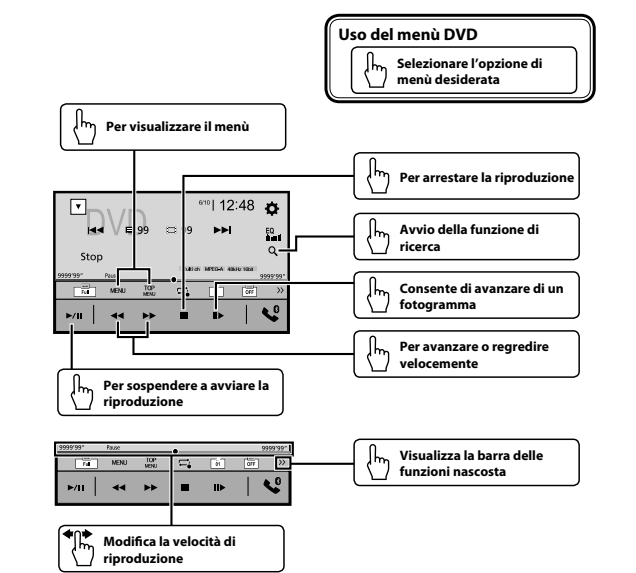 Uso del menù DVD
Selezionare l'opzione di
menù desiderata
Per visualizzare il menù
Per arrestare la riproduzione
Avvio della funzione di
ricerca
Consente di avanzare di un
fotogramma
Per avanzare o regredire
velocemente
Per sospendere a avviare la
riproduzione
DVD
6/10 12:48
99
EQ
Stop
MPEG-A 48kHz 16bit
9999'99" Pause 9999'99"
Full MENU TOP MENU OFF
9999'99" Pause 9999'99"
Full MENU TOP MENU 01 OFF
Visualizza la barra delle
funzioni nascosta
Modifica la velocità di
riproduzione